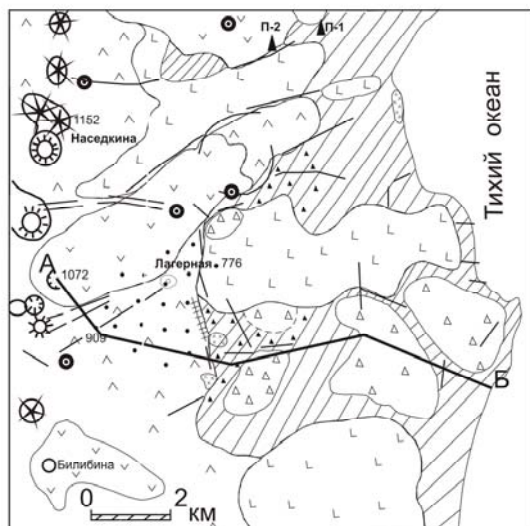 П-2
П-1
1152
Наседкина
Тихий океан
А
1072
Лагерная
776
909
Б
Билибина
0
2
км